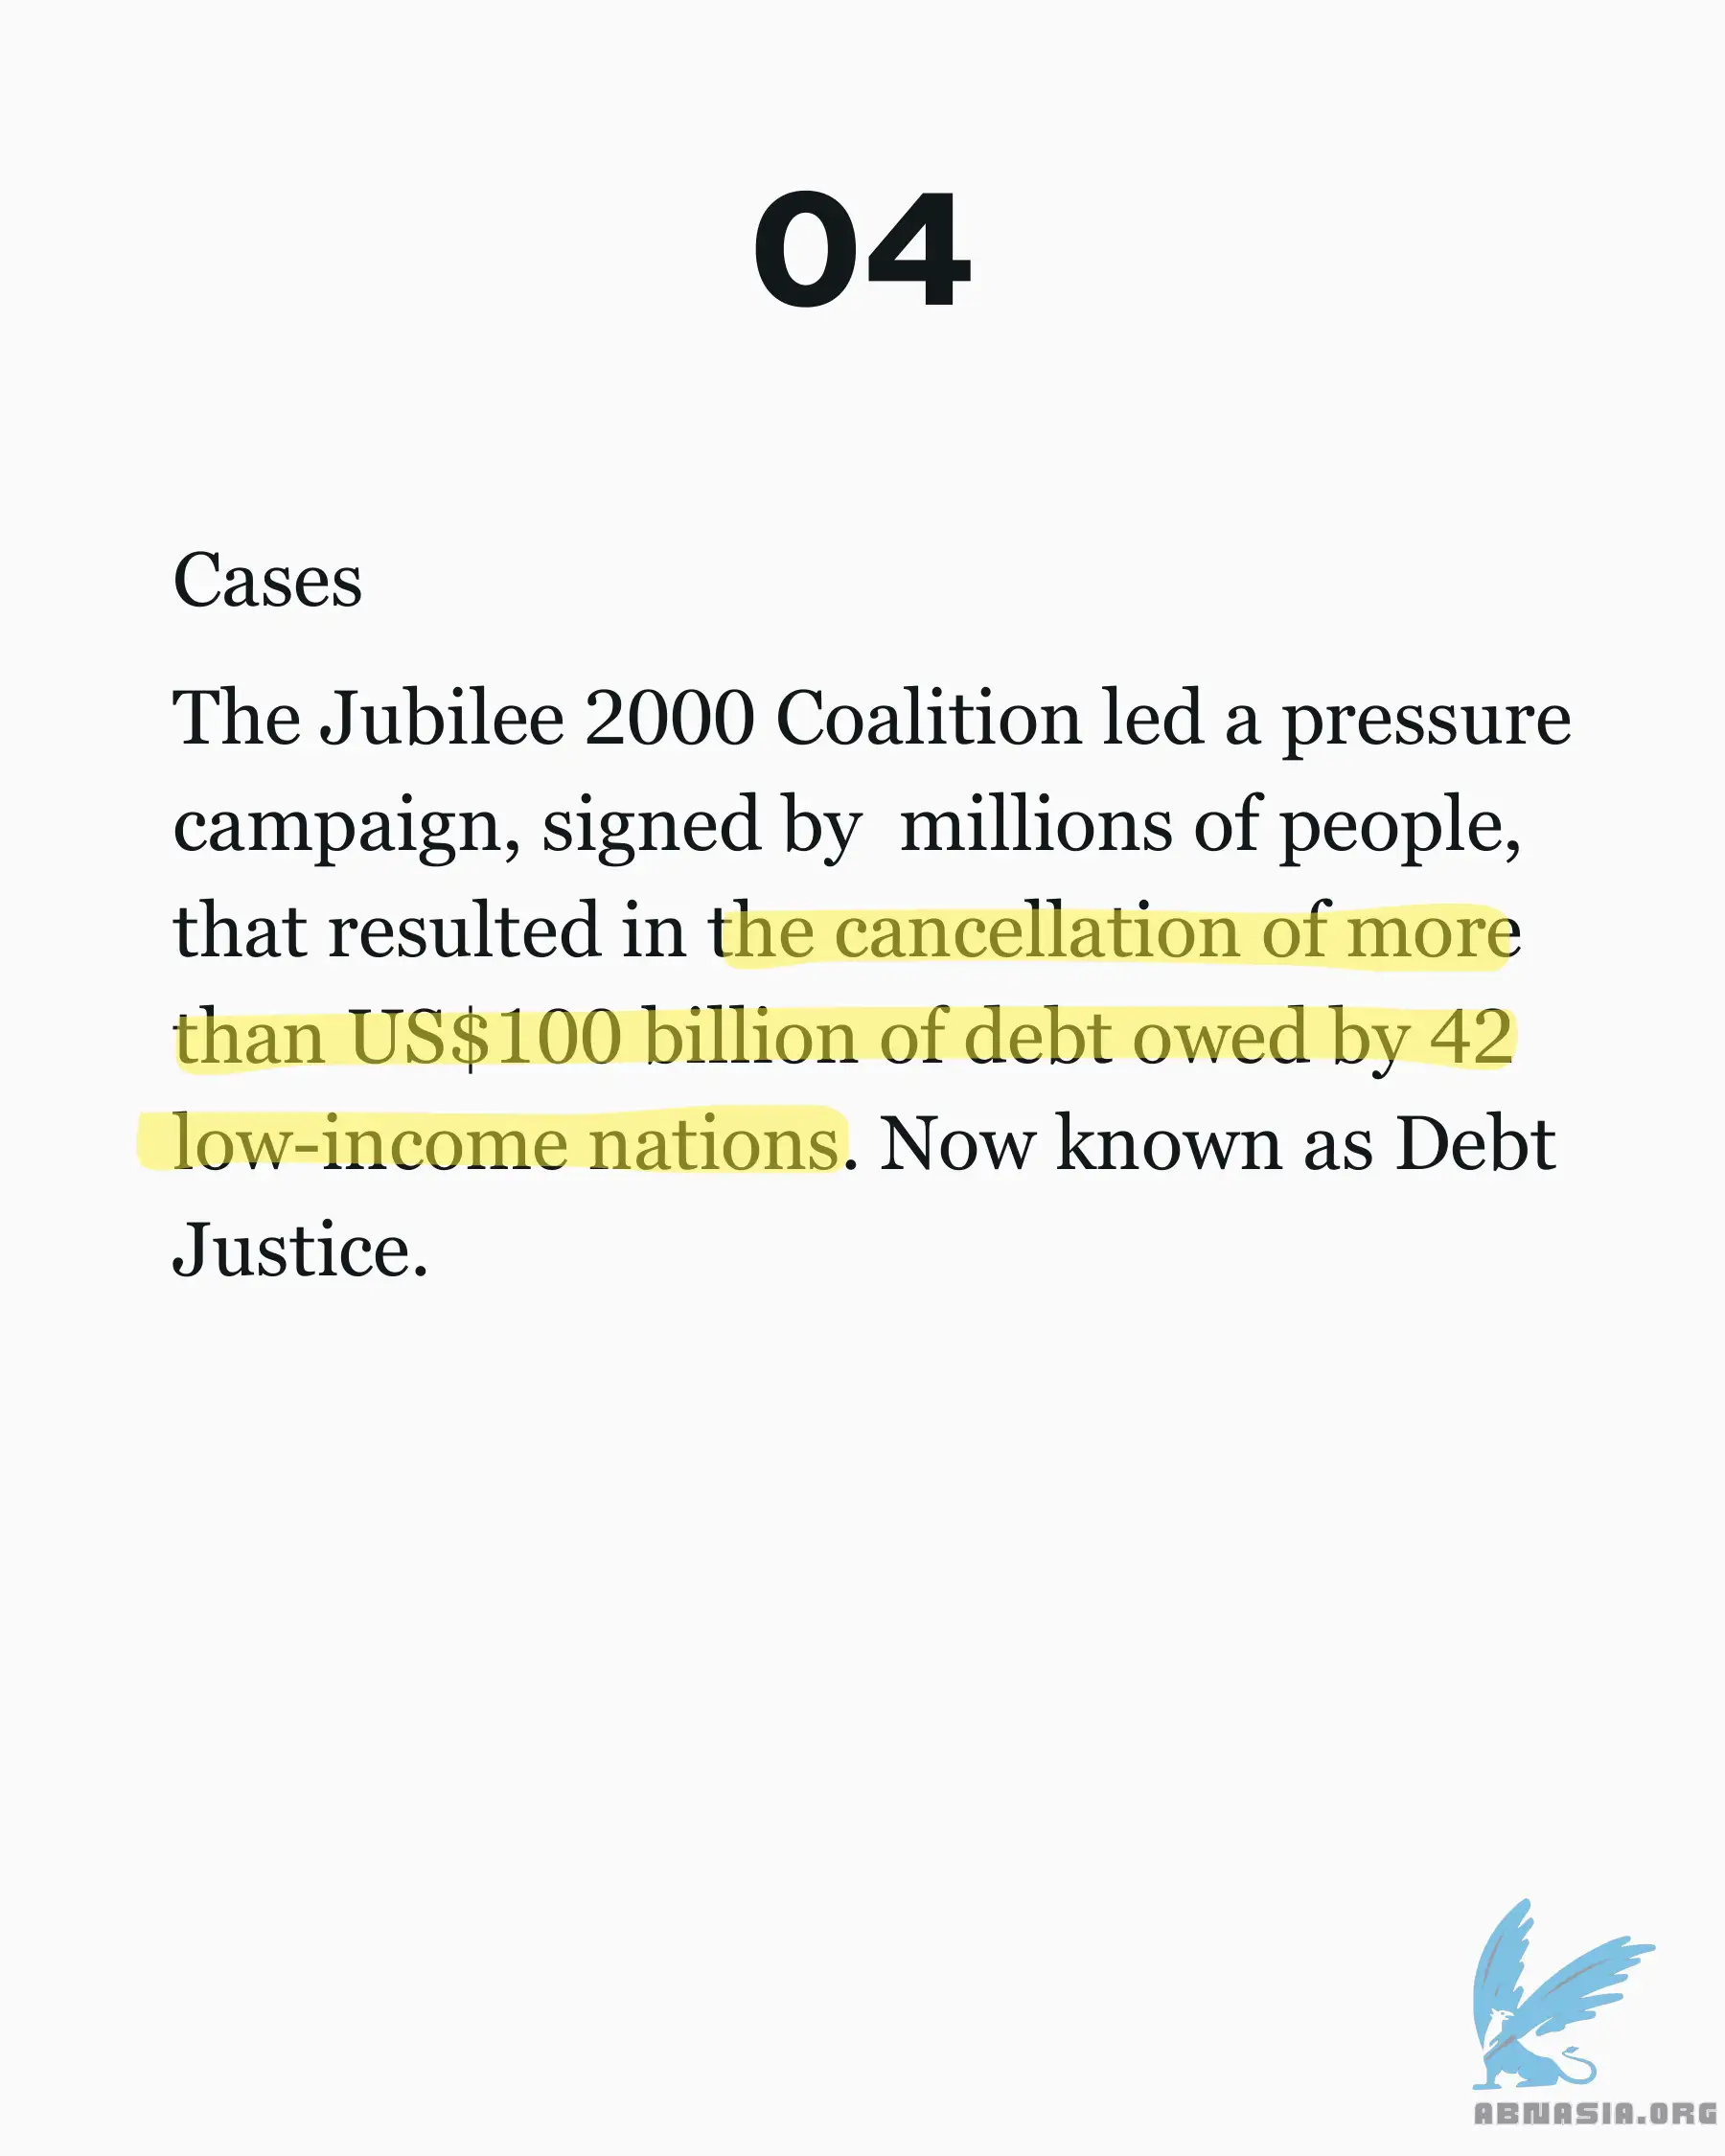 04
Cases
The Jubilee 2000 Coalition led a pressure
campaign, signed by  millions of people,
that resulted in the cancellation of more
than US$100 billion of debt owed by 42
low-income nations. Now known as Debt
Justice.
ABNASIA.ORG